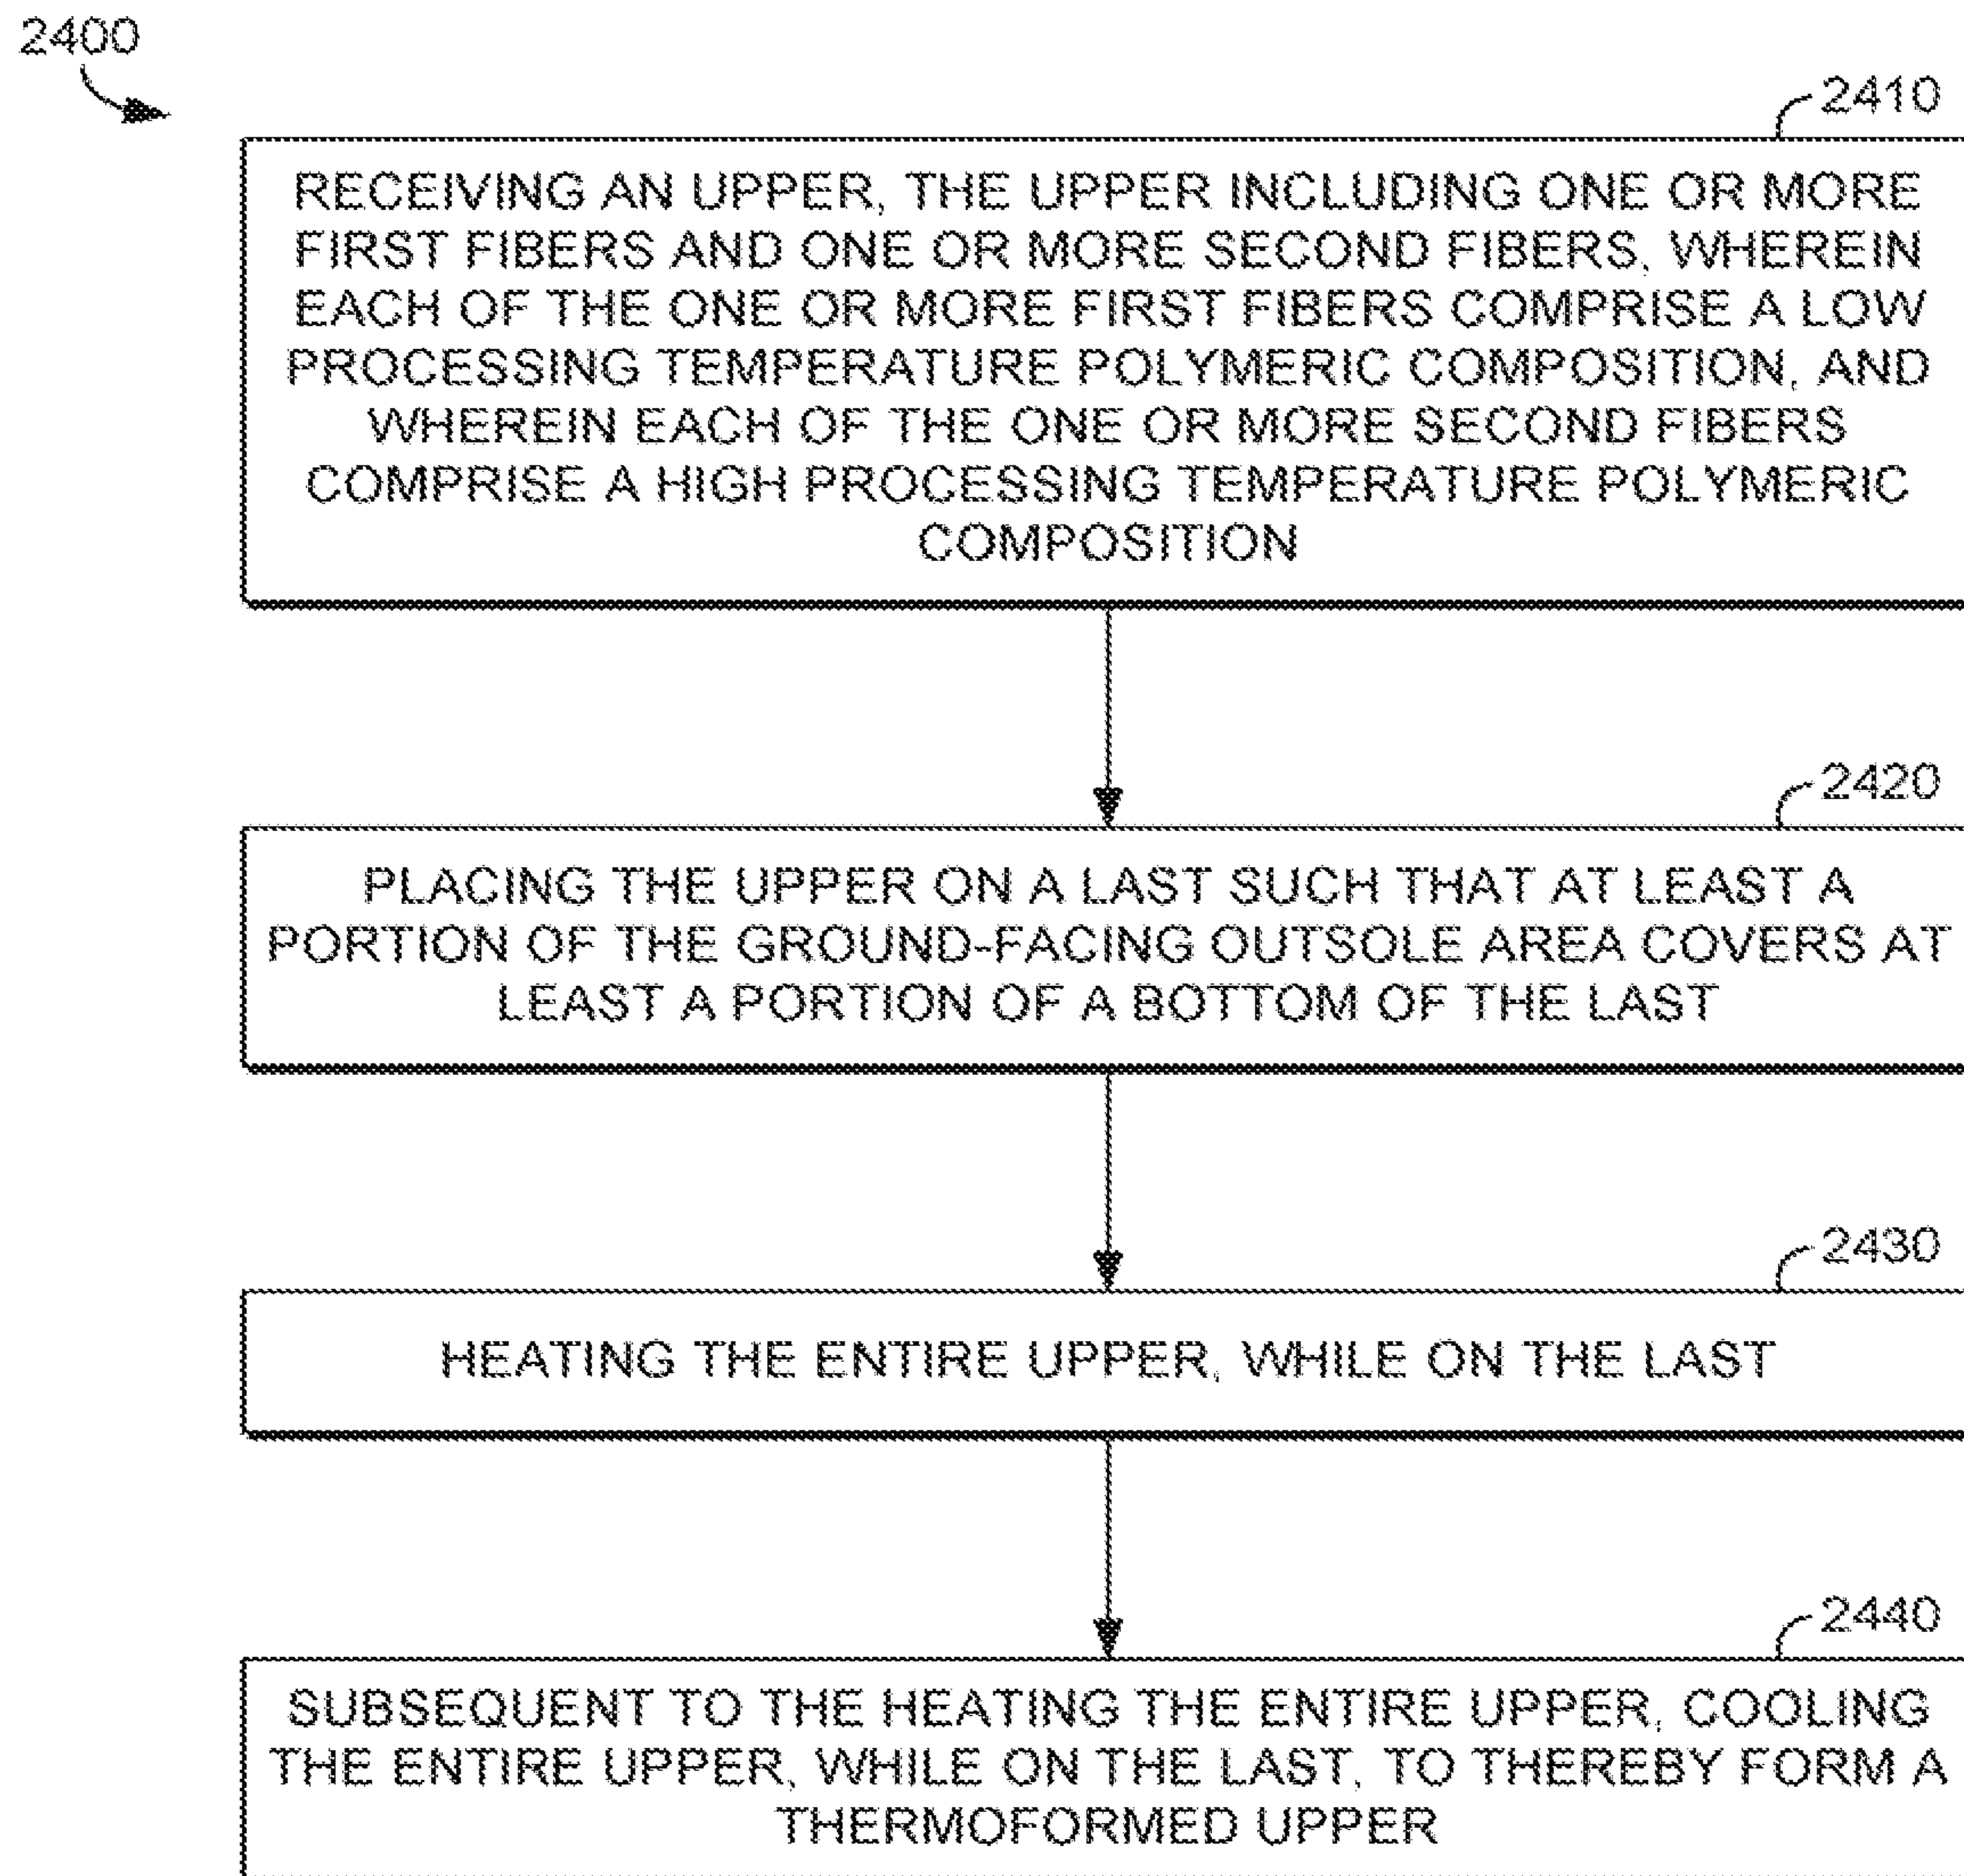 2400
2410
RECEIVING AN UPPER, THE UPPER INCLUDING ONE OR MORE
FIRST FIBERS AND ONE OR MORE SECOND FIBERS, WHEREIN
EACH OF THE ONE OR MORE FIRST FIBERS COMPRISE A LOW
PROCESSING TEMPERATURE POLYMERIC COMPOSITION, AND
WHEREIN EACH OF THE ONE OR MORE SECOND FIBERS
COMPRISE A HIGH PROCESSING TEMPERATURE POLYMERIC
COMPOSITION
2420
PLACING THE UPPER ON A LAST SUCH THAT AT LEAST A
PORTION OF THE GROUND-FACING OUTSOLE AREA COVERS AT
LEAST A PORTION OF A BOTTOM OF THE LAST
2430
HEATING THE ENTIRE UPPER, WHILE ON THE LAST
2440
SUBSEQUENT TO THE HEATING THE ENTIRE UPPER, COOLING
THE ENTIRE UPPER, WHILE ON THE LAST, TO THEREBY FORM A
THERMOFORMED UPPER